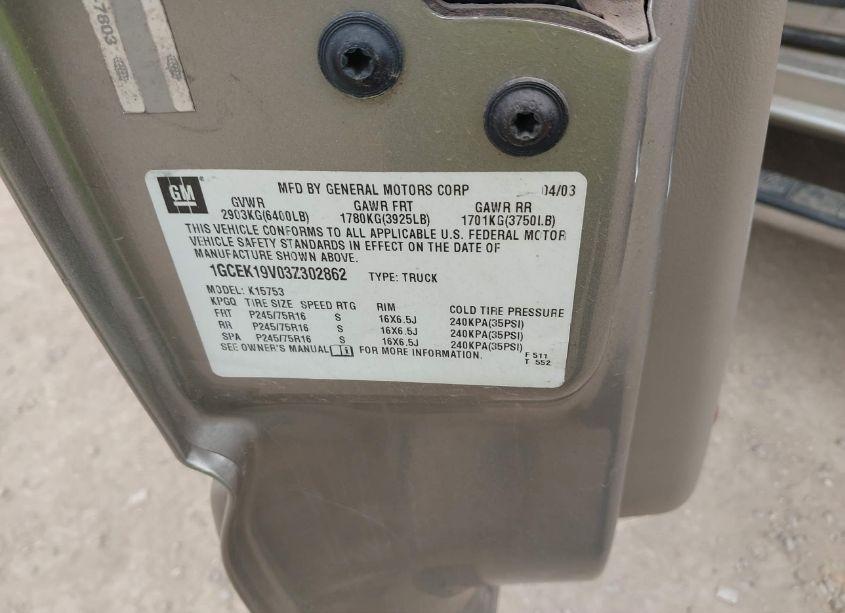 7603
GM
MFD BY GENERAL MOTORS CORP 04/03
GVWR GAWR FRT GAWR RR
2903KG(6400LB) 1780KG(3925LB) 1701KG(3750LB)
THIS VEHICLE CONFORMS TO ALL APPLICABLE U.S. FEDERAL MOTOR
VEHICLE SAFETY STANDARDS IN EFFECT ON THE DATE OF
MANUFACTURE SHOWN ABOVE.
1GCEK19V03Z302862 TYPE: TRUCK
MODEL: K15753
KPGQ TIRE SIZE SPEED RTG RIM COLD TIRE PRESSURE
FRT P245/75R16 S 16X6.5J 240KPA(35PSI)
RR P245/75R16 S 16X6.5J 240KPA(35PSI)
SPA P245/75R16 S 16X6.5J 240KPA(35PSI)
SEE OWNER'S MANUAL FOR MORE INFORMATION.
F 511
T 552